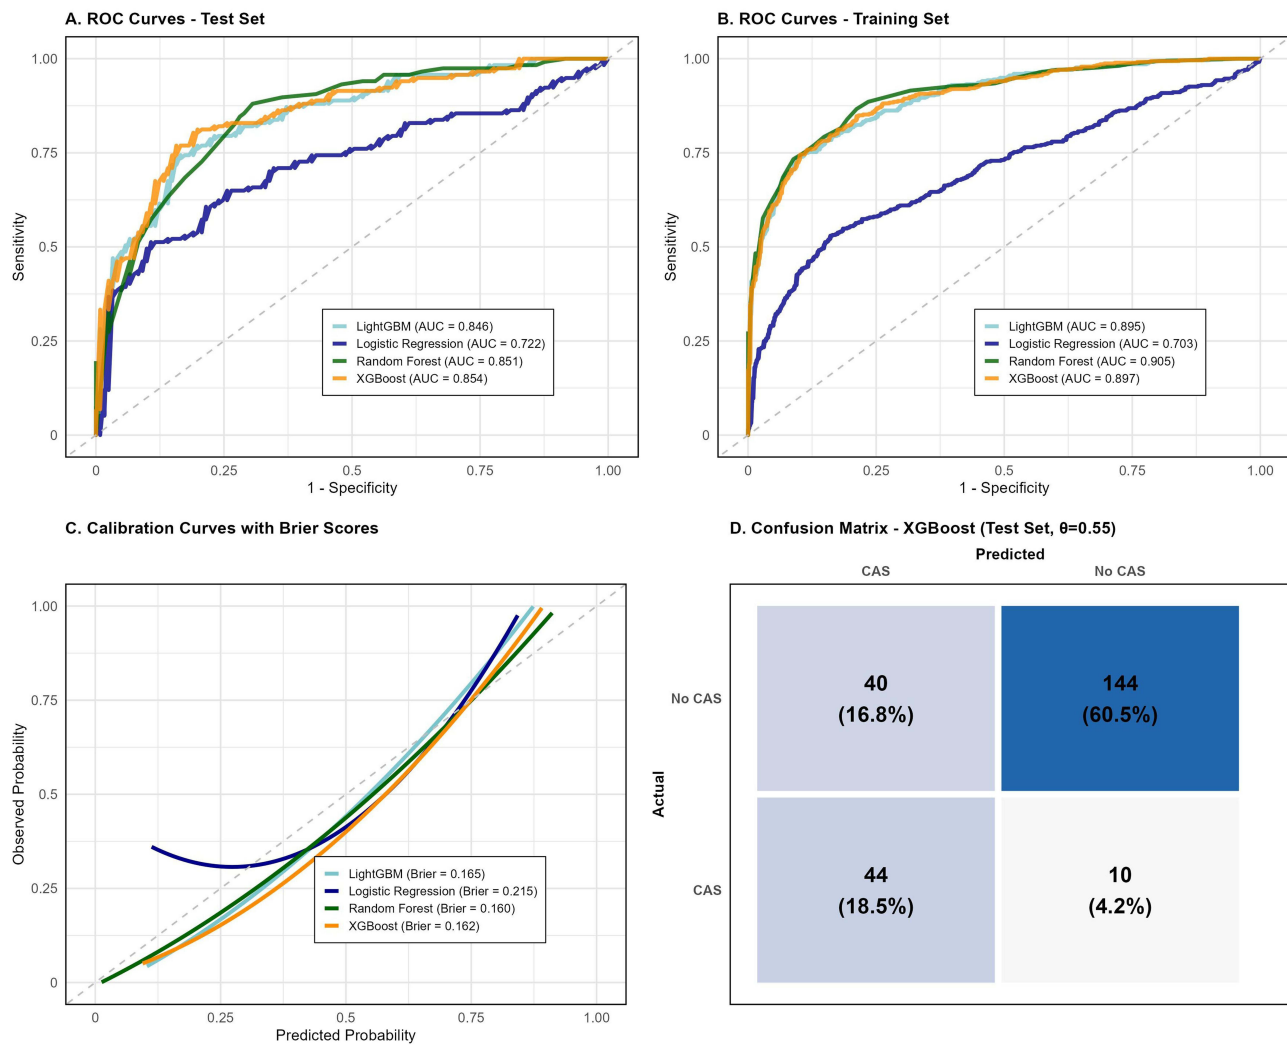 A. ROC Curves - Test Set
1.00
0.75
0.5
0.25
0
Sensitivity
LightGBM (AUC = 0.846)
Logistic Regression (AUC = 0.722)
Random Forest (AUC = 0.851)
XGBoost (AUC = 0.854)
0 0.25 0.5 0.75 1.00
1 - Specificity
B. ROC Curves - Training Set
1.00
0.75
0.5
0.25
0
Sensitivity
LightGBM (AUC = 0.895)
Logistic Regression (AUC = 0.703)
Random Forest (AUC = 0.905)
XGBoost (AUC = 0.897)
0 0.25 0.5 0.75 1.00
1 - Specificity
C. Calibration Curves with Brier Scores
1.00
0.75
0.5
0.25
0
Observed Probability
LightGBM (Brier = 0.165)
Logistic Regression (Brier = 0.215)
Random Forest (Brier = 0.160)
XGBoost (Brier = 0.162)
0 0.25 0.5 0.75 1.00
Predicted Probability
D. Confusion Matrix - XGBoost (Test Set, θ=0.55)
Predicted
CAS No CAS
Actual
No CAS
40
(16.8%)
144
(60.5%)
CAS
44
(18.5%)
10
(4.2%)